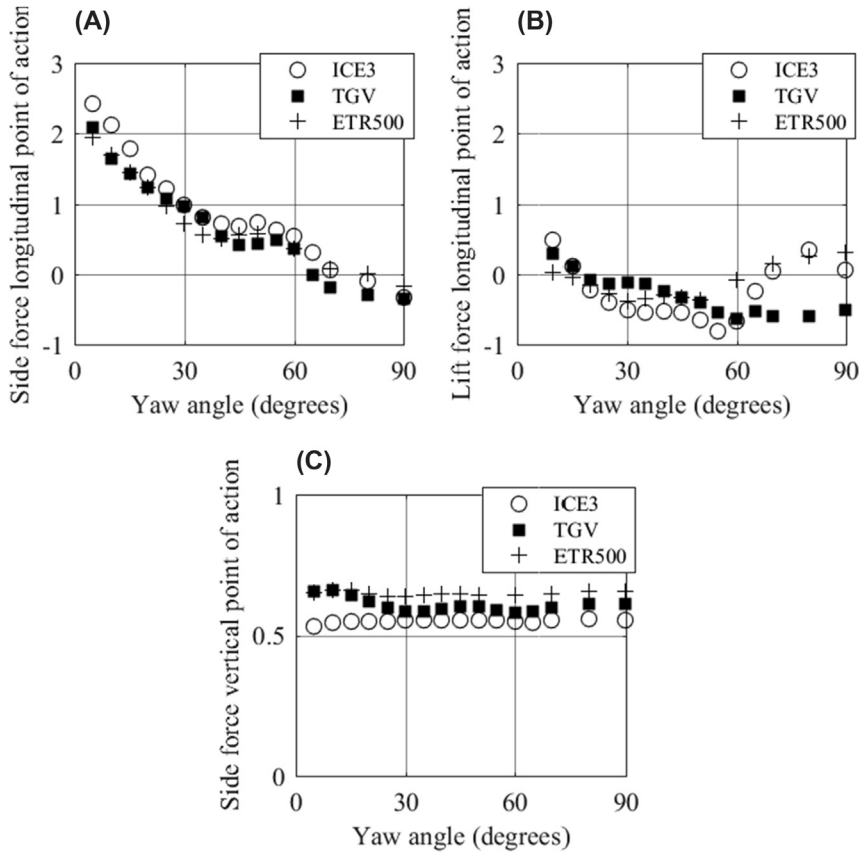 (A)
Side force longitudinal point of action
3
2
1
0
-1
ICE3
TGV
ETR500
0
30
60
90
Yaw angle (degrees)
(B)
Lift force longitudinal point of action
3
2
1
0
-1
ICE3
TGV
ETR500
0
30
60
90
Yaw angle (degrees)
(C)
Side force vertical point of action
1
0.5
0
ICE3
TGV
ETR500
0
30
60
90
Yaw angle (degrees)